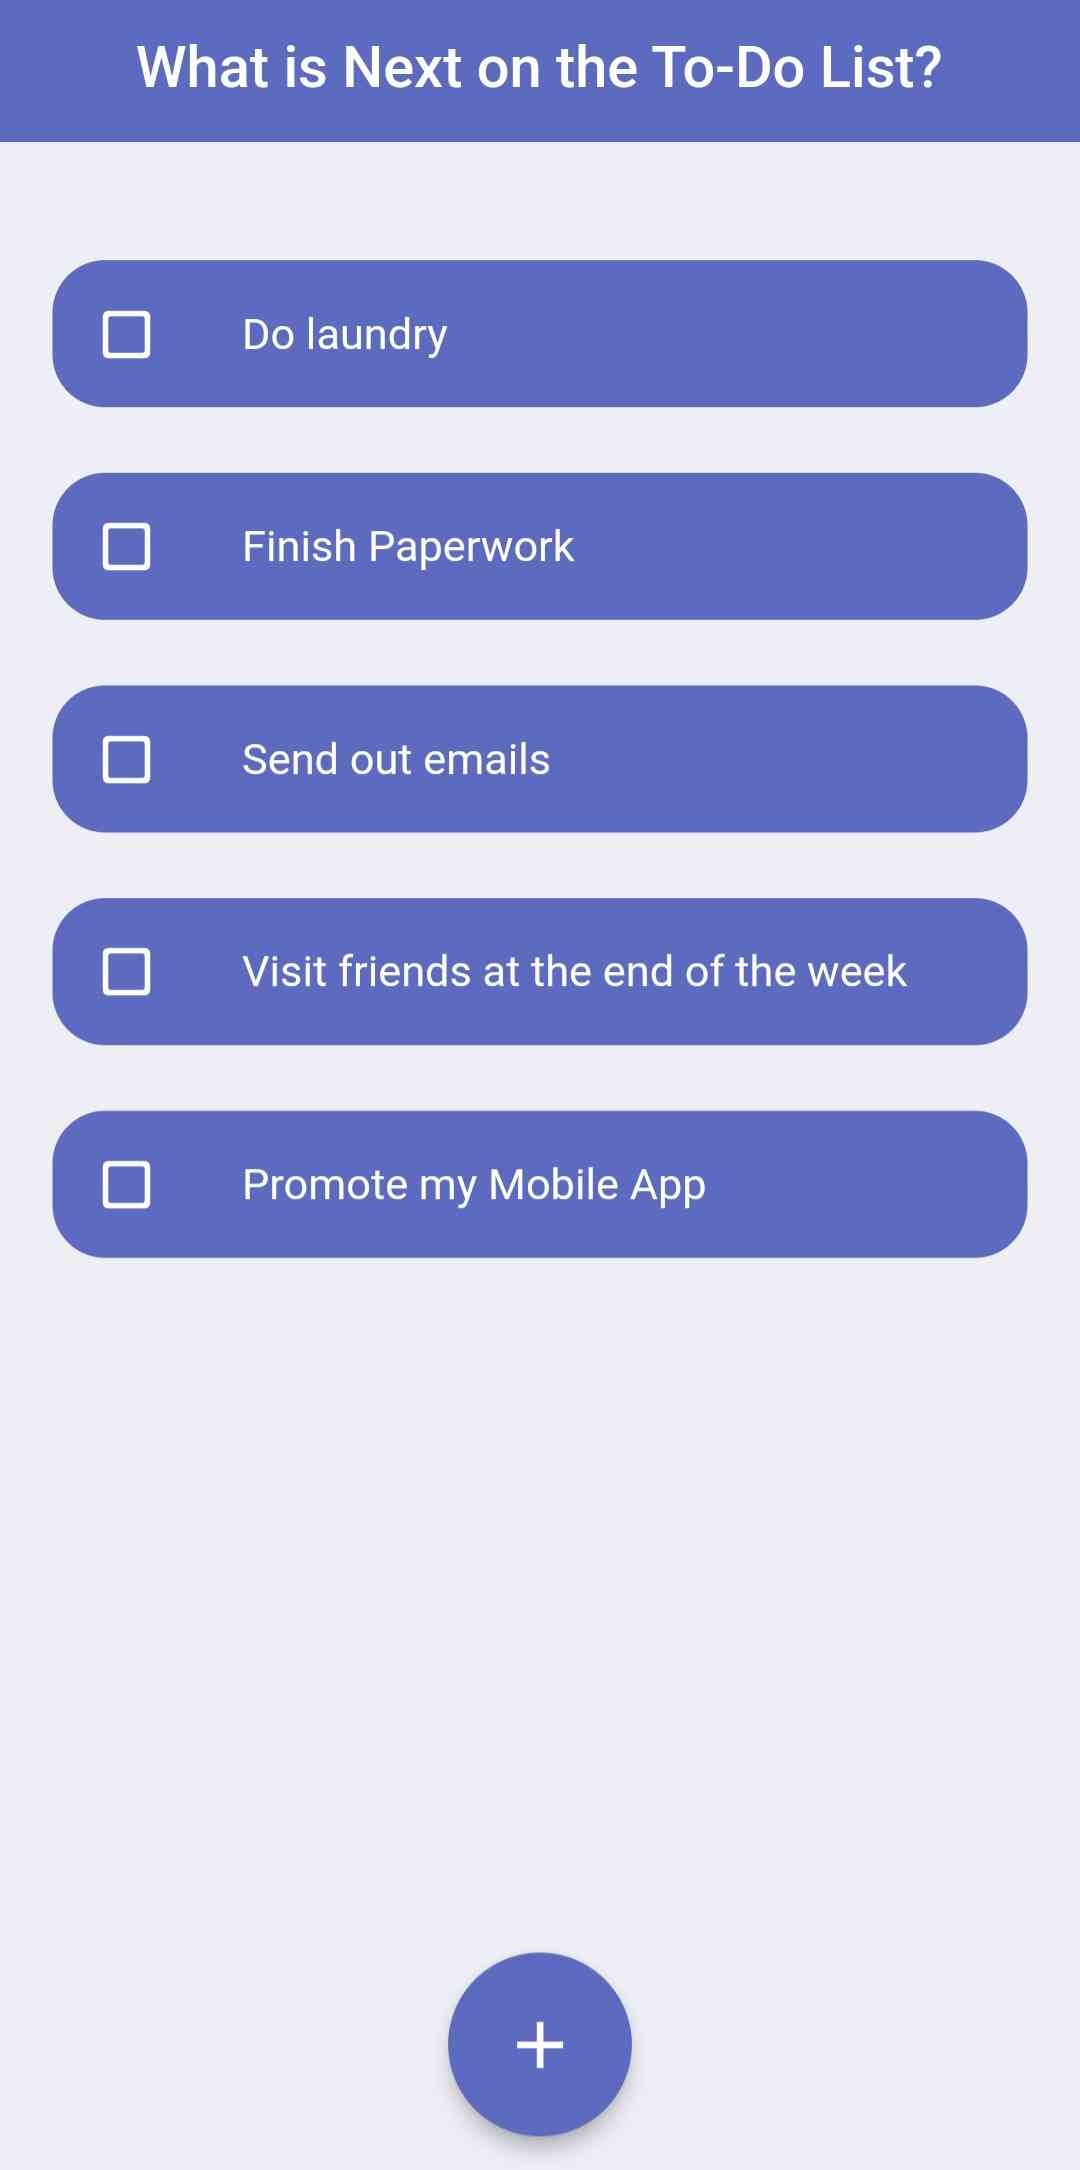 What is Next on the To-Do List?
Do laundry
Finish Paperwork
Send out emails
Visit friends at the end of the week
Promote my Mobile App